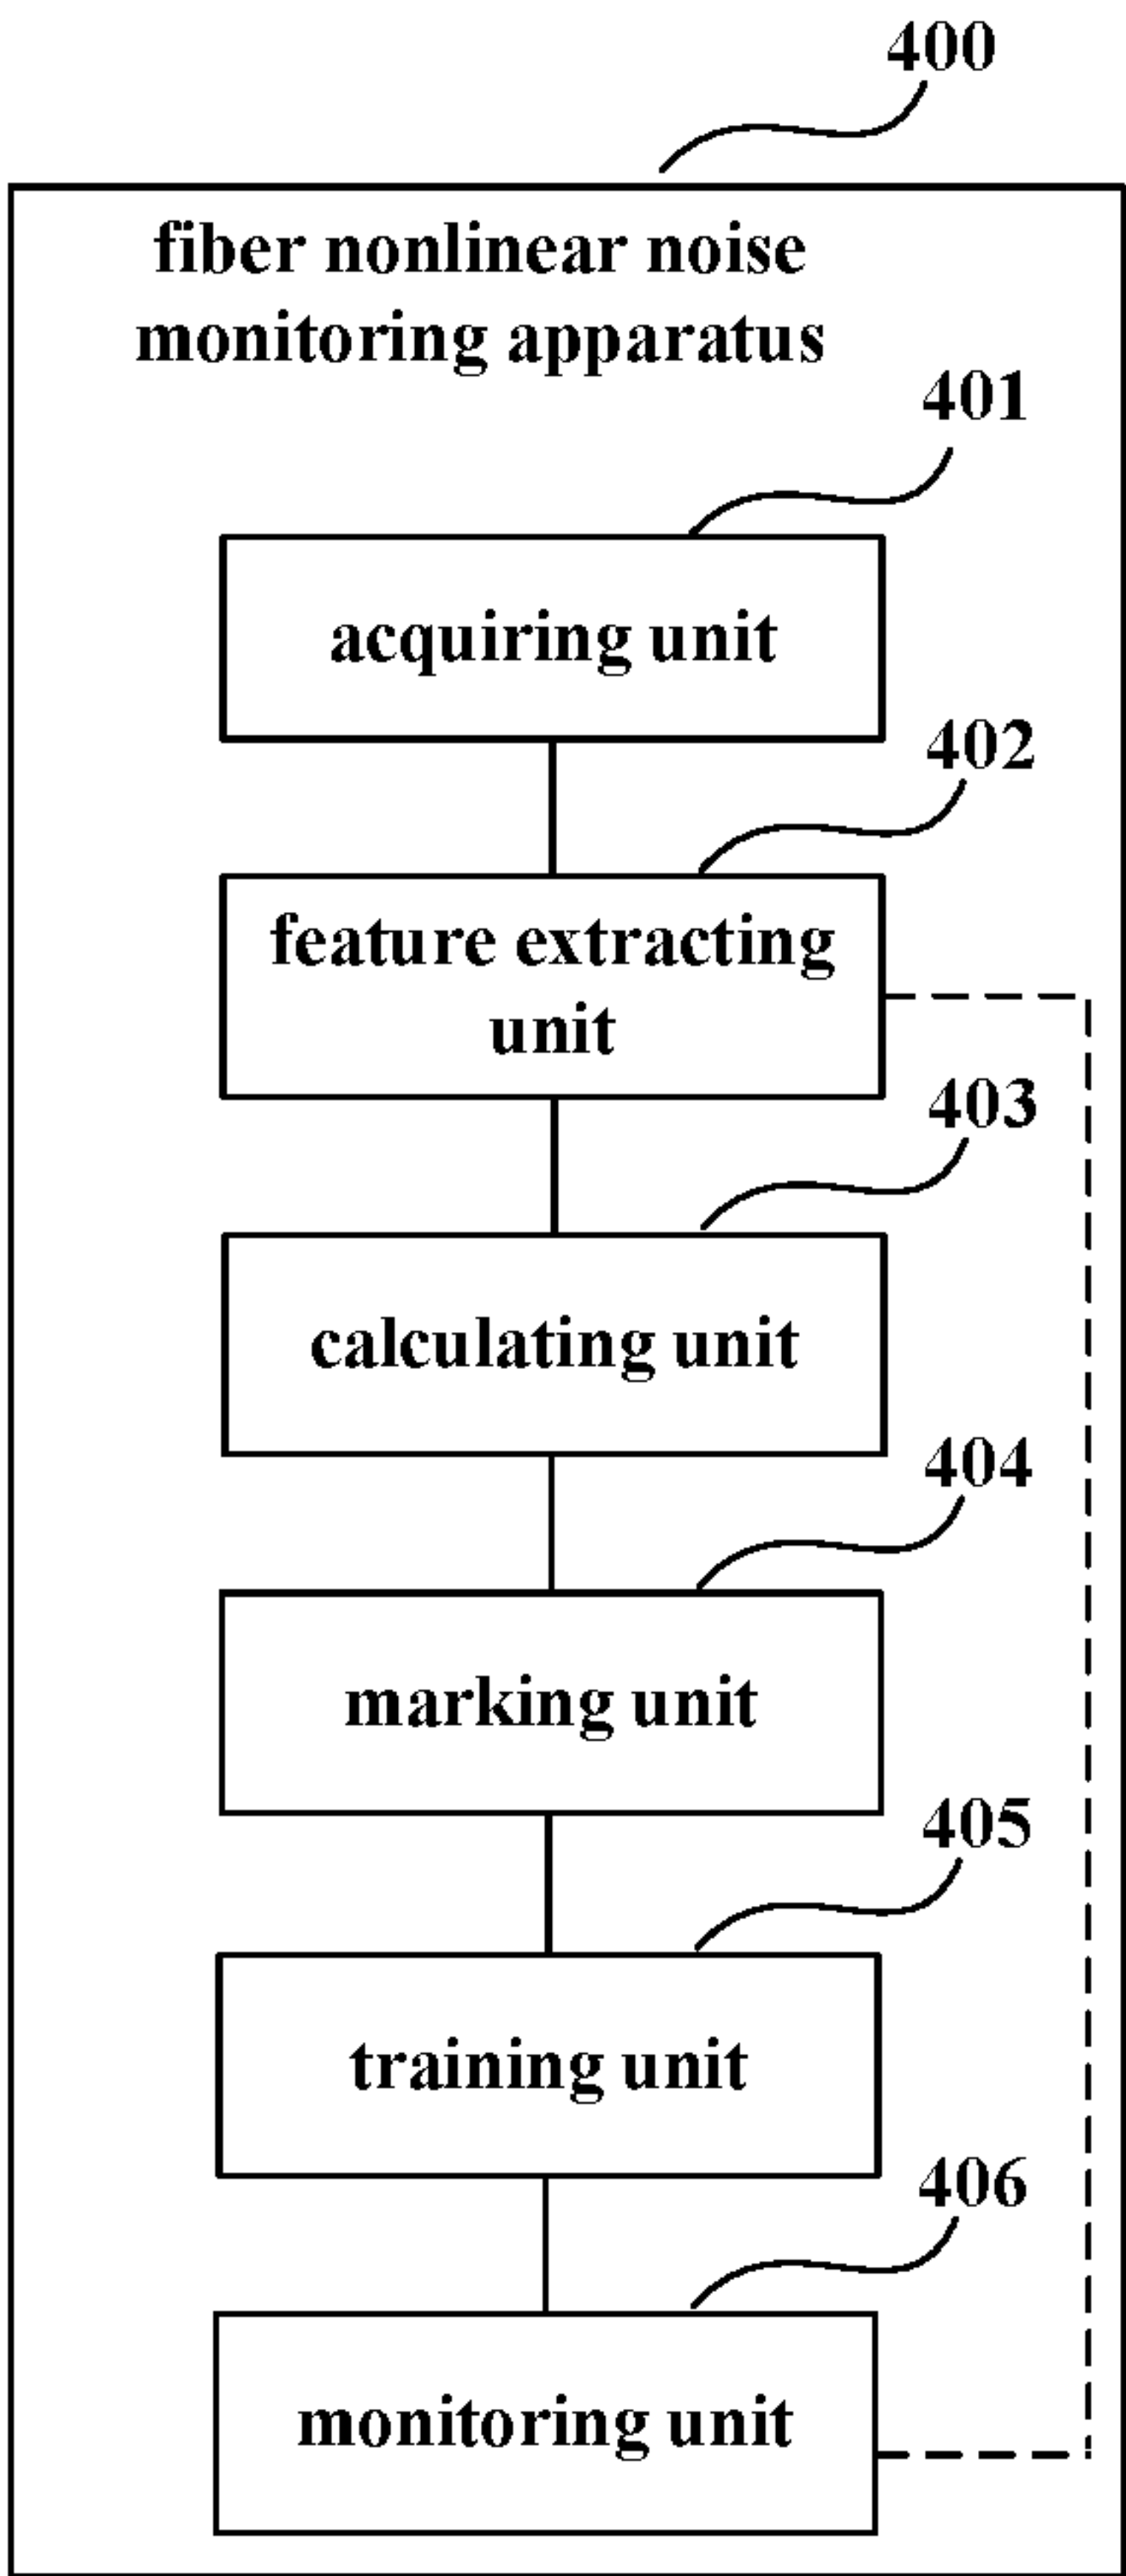 400
fiber nonlinear noise
monitoring apparatus
401
acquiring unit
402
feature extracting
unit
403
calculating unit
404
marking unit
405
training unit
406
monitoring unit